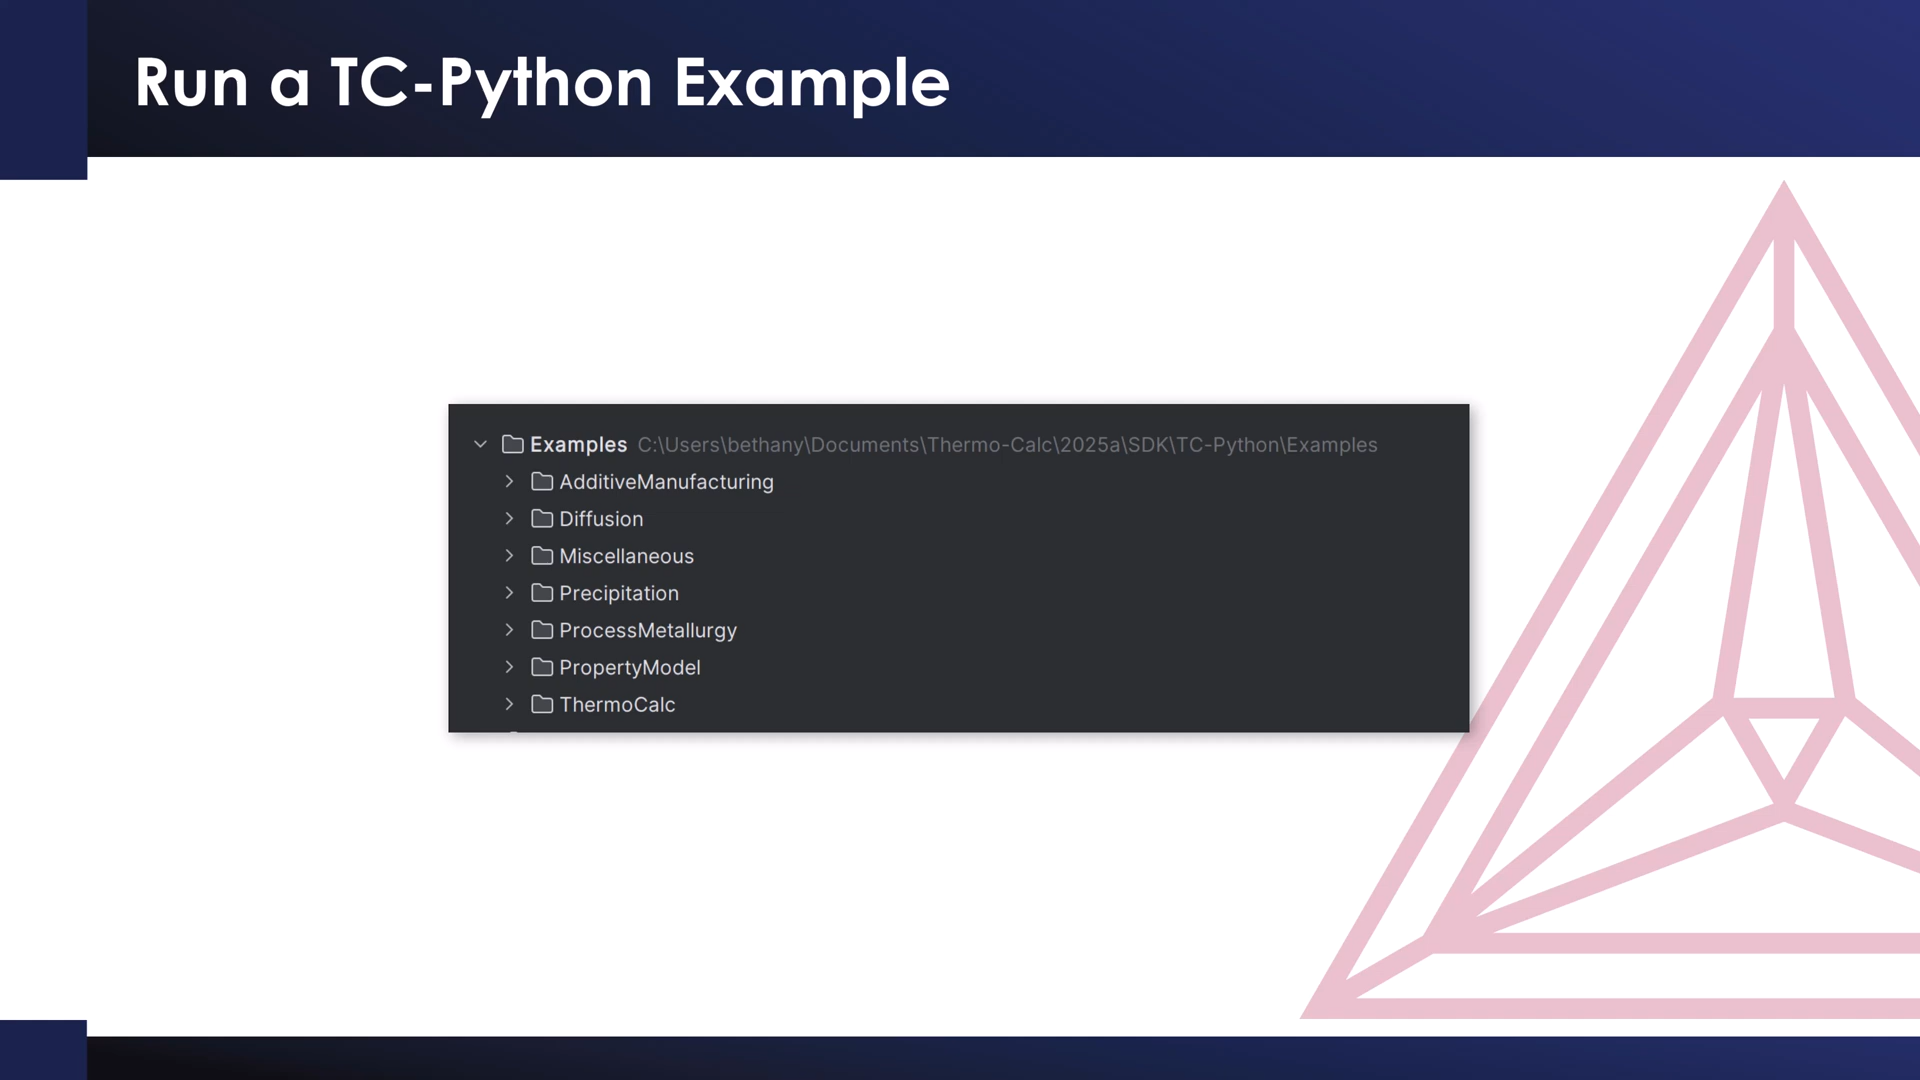 Run a TC-Python Example
Examples C:\Users\bethany\Documents\Thermo-Calc\2025a\SDK\TC-Python\Examples
AdditiveManufacturing
Diffusion
Miscellaneous
Precipitation
ProcessMetallurgy
PropertyModel
ThermoCalc